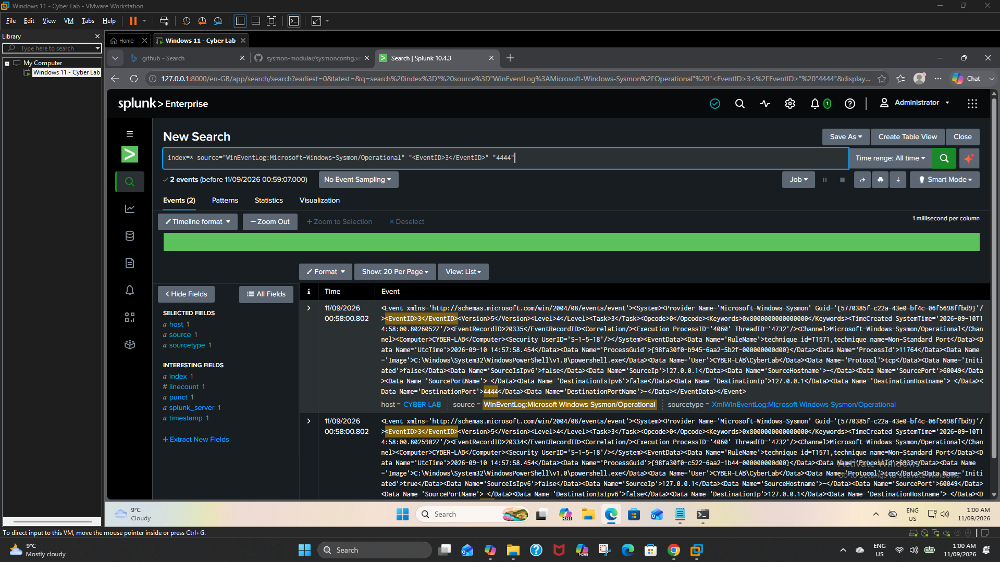 Windows 11 - Cyber Lab - VMware Workstation
File Edit View VM Tabs Help
Library
Type here to search
My Computer
Windows 11 - Cyber Lab
Home
Windows 11 - Cyber Lab
github - Search
sysmon-modular/sysmonconfig.xm
Search | Splunk 10.4.3
127.0.0.1:8000/en-GB/app/search/search?earliest=0&latest=&q=search%20index%3D*%20source%3D"WinEventLog%3AMicrosoft-Windows-Sysmon%2FOperational"%20"<EventID>3<%2FEventID>"%20"4444"&display...
Chat
splunk>Enterprise
1
Administrator
New Search
Save As
Create Table View
Close
index=* source="WinEventLog:Microsoft-Windows-Sysmon/Operational" "<EventID>3</EventID>" "4444"
Time range: All time
2 events (before 11/09/2026 00:59:07.000)
No Event Sampling
Job
Smart Mode
Events (2)
Patterns
Statistics
Visualization
Timeline format
Zoom Out
+ Zoom to Selection
× Deselect
1 millisecond per column
Format
Show: 20 Per Page
View: List
< Hide Fields
All Fields
i
Time
Event
SELECTED FIELDS
a host 1
a source 1
a sourcetype 1
INTERESTING FIELDS
a index 1
# linecount 1
a punct 1
a splunk_server 1
a timestamp 1
+ Extract New Fields
11/09/2026
00:58:00.802
<Event xmlns='http://schemas.microsoft.com/win/2004/08/events/event'><System><Provider Name='Microsoft-Windows-Sysmon' Guid='{5770385f-c22a-43e0-bf4c-06f5698ffbd9}'/
><EventID>3</EventID><Version>5</Version><Level>4</Level><Task>3</Task><Opcode>0</Opcode><Keywords>0x8000000000000000</Keywords><TimeCreated SystemTime='2026-09-10T1
4:58:00.8026052Z'/><EventRecordID>20335</EventRecordID><Correlation/><Execution ProcessID='4060' ThreadID='4732'/><Channel>Microsoft-Windows-Sysmon/Operational</Chan
nel><Computer>CYBER-LAB</Computer><Security UserID='S-1-5-18'/></System><EventData><Data Name='RuleName'>technique_id=T1571,technique_name=Non-Standard Port</Data><D
ata Name='UtcTime'>2026-09-10 14:57:58.454</Data><Data Name='ProcessGuid'>{98fa30f0-b945-6aa2-5b2f-000000000d00}</Data><Data Name='ProcessId'>11764</Data><Data Name
='Image'>C:\Windows\System32\WindowsPowerShell\v1.0\powershell.exe</Data><Data Name='User'>CYBER-LAB\CyberLab</Data><Data Name='Protocol'>tcp</Data><Data Name='Initi
ated'>false</Data><Data Name='SourceIsIpv6'>false</Data><Data Name='SourceIp'>127.0.0.1</Data><Data Name='SourceHostname'>-</Data><Data Name='SourcePort'>60049</Data
><Data Name='SourcePortName'>-</Data><Data Name='DestinationIsIpv6'>false</Data><Data Name='DestinationIp'>127.0.0.1</Data><Data Name='DestinationHostname'>-</Data><
Data Name='DestinationPort'>4444</Data><Data Name='DestinationPortName'>-</Data></EventData></Event>
host = CYBER-LAB
source = WinEventLog:Microsoft-Windows-Sysmon/Operational
sourcetype = XmlWinEventLog:Microsoft-Windows-Sysmon/Operational
11/09/2026
00:58:00.802
<Event xmlns='http://schemas.microsoft.com/win/2004/08/events/event'><System><Provider Name='Microsoft-Windows-Sysmon' Guid='{5770385f-c22a-43e0-bf4c-06f5698ffbd9}'/
><EventID>3</EventID><Version>5</Version><Level>4</Level><Task>3</Task><Opcode>0</Opcode><Keywords>0x8000000000000000</Keywords><TimeCreated SystemTime='2026-09-10T1
4:58:00.8025902Z'/><EventRecordID>20334</EventRecordID><Correlation/><Execution ProcessID='4060' ThreadID='4732'/><Channel>Microsoft-Windows-Sysmon/Operational</Chan
nel><Computer>CYBER-LAB</Computer><Security UserID='S-1-5-18'/></System><EventData><Data Name='RuleName'>technique_id=T1571,technique_name=Non-Standard Port</Data><D
ata Name='UtcTime'>2026-09-10 14:57:58.454</Data><Data Name='ProcessGuid'>{98fa30f0-c522-6aa2-1b44-000000000d00}</Data><Data Name='ProcessId'>6932</Data><Data Name
='Image'>C:\Windows\System32\WindowsPowerShell\v1.0\powershell.exe</Data><Data Name='User'>CYBER-LAB\CyberLab</Data><Data Name='Protocol'>tcp</Data><Data Name='Initi
ated'>true</Data><Data Name='SourceIsIpv6'>false</Data><Data Name='SourceIp'>127.0.0.1</Data><Data Name='SourceHostname'>-</Data><Data Name='SourcePort'>60049</Data>
<Data Name='SourcePortName'>-</Data><Data Name='DestinationIsIpv6'>false</Data><Data Name='DestinationIp'>127.0.0.1</Data><Data Name='DestinationHostname'>-</Data><D
Activate Windows
Go to Settings to activate Windows.
9°C
Cloudy
Search
M365
ENG
US
1:00 AM
11/09/2026
To direct input to this VM, move the mouse pointer inside or press Ctrl+G.
9°C
Mostly cloudy
Search
M365
ENG
US
1:00 AM
11/09/2026